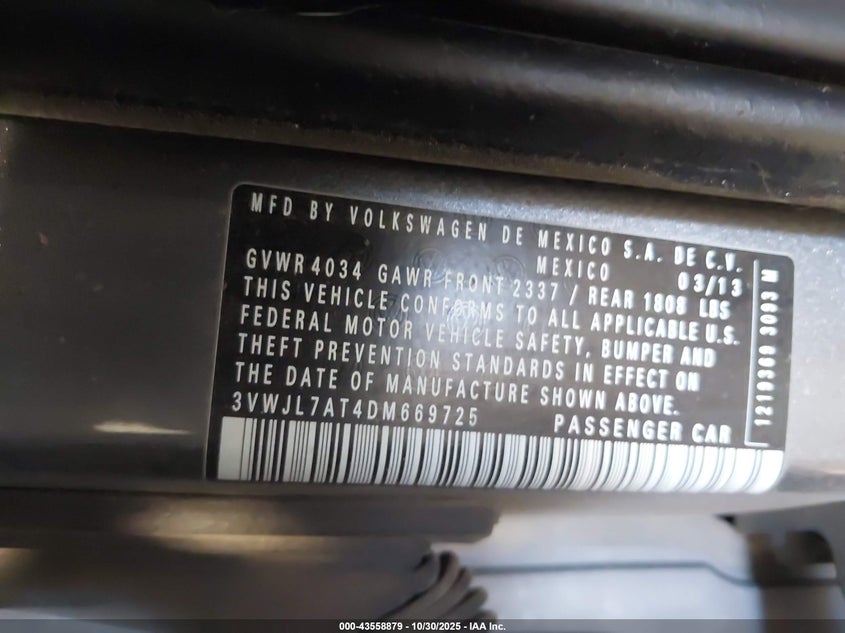 MFD BY VOLKSWAGEN DE MEXICO S.A. DE C.V.
MEXICO 03/13
GVWR 4034 GAWR FRONT 2337 / REAR 1808 LBS
THIS VEHICLE CONFORMS TO ALL APPLICABLE U.S.
FEDERAL MOTOR VEHICLE SAFETY, BUMPER AND
THEFT PREVENTION STANDARDS IN EFFECT ON
THE DATE OF MANUFACTURE SHOWN ABOVE.
3VWJL7AT4DM669725 PASSENGER CAR
1219369 3093 M
000-43558879 - 10/30/2025 - IAA Inc.